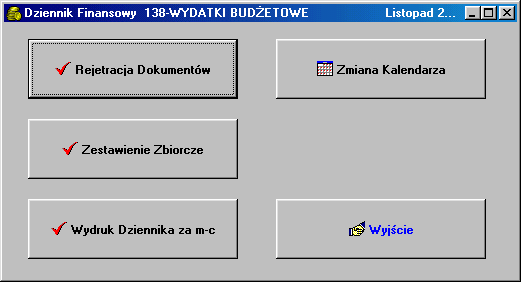 Dziennik Finansowy 138-WYDATKI BUDŻETOWE Listopad 2...
Rejetracja Dokumentów
Zmiana Kalendarza
Zestawienie Zbiorcze
Wydruk Dziennika za m-c
Wyjście